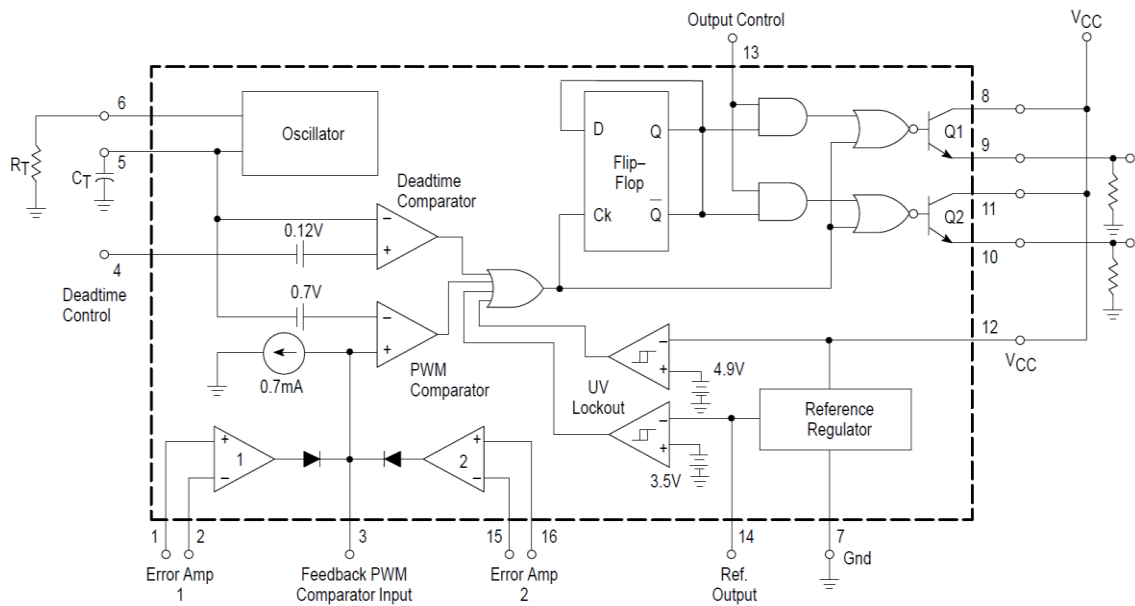 Output Control
13
VCC
6
RT
5
CT
Oscillator
D
Q
Flip–
Flop
Ck
Q
8
Q1
9
11
Q2
10
Deadtime
Comparator
0.12V
−
+
4
Deadtime
Control
0.7V
−
+
0.7mA
PWM
Comparator
UV
Lockout
−
+
4.9V
12
VCC
−
+
3.5V
Reference
Regulator
+
1
−
+
2
−
1
2
3
15
16
14
7
Gnd
Error Amp
1
Feedback PWM
Comparator Input
Error Amp
2
Ref.
Output